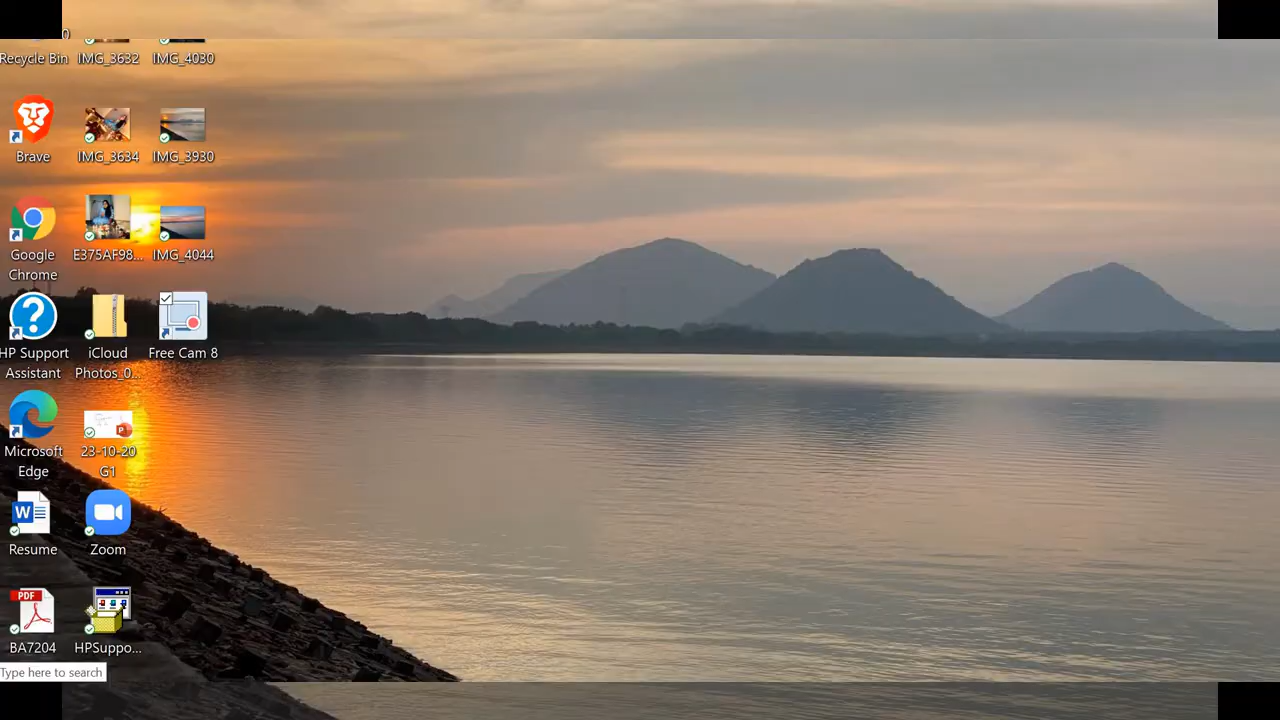 Recycle Bin
IMG_3632
IMG_4030
Brave
IMG_3634
IMG_3930
Google
Chrome
E375AF98...
IMG_4044
HP Support
Assistant
iCloud
Photos_0...
Free Cam 8
Microsoft
Edge
23-10-20
G1
Resume
Zoom
PDF
BA7204
HPSuppo...
Type here to search